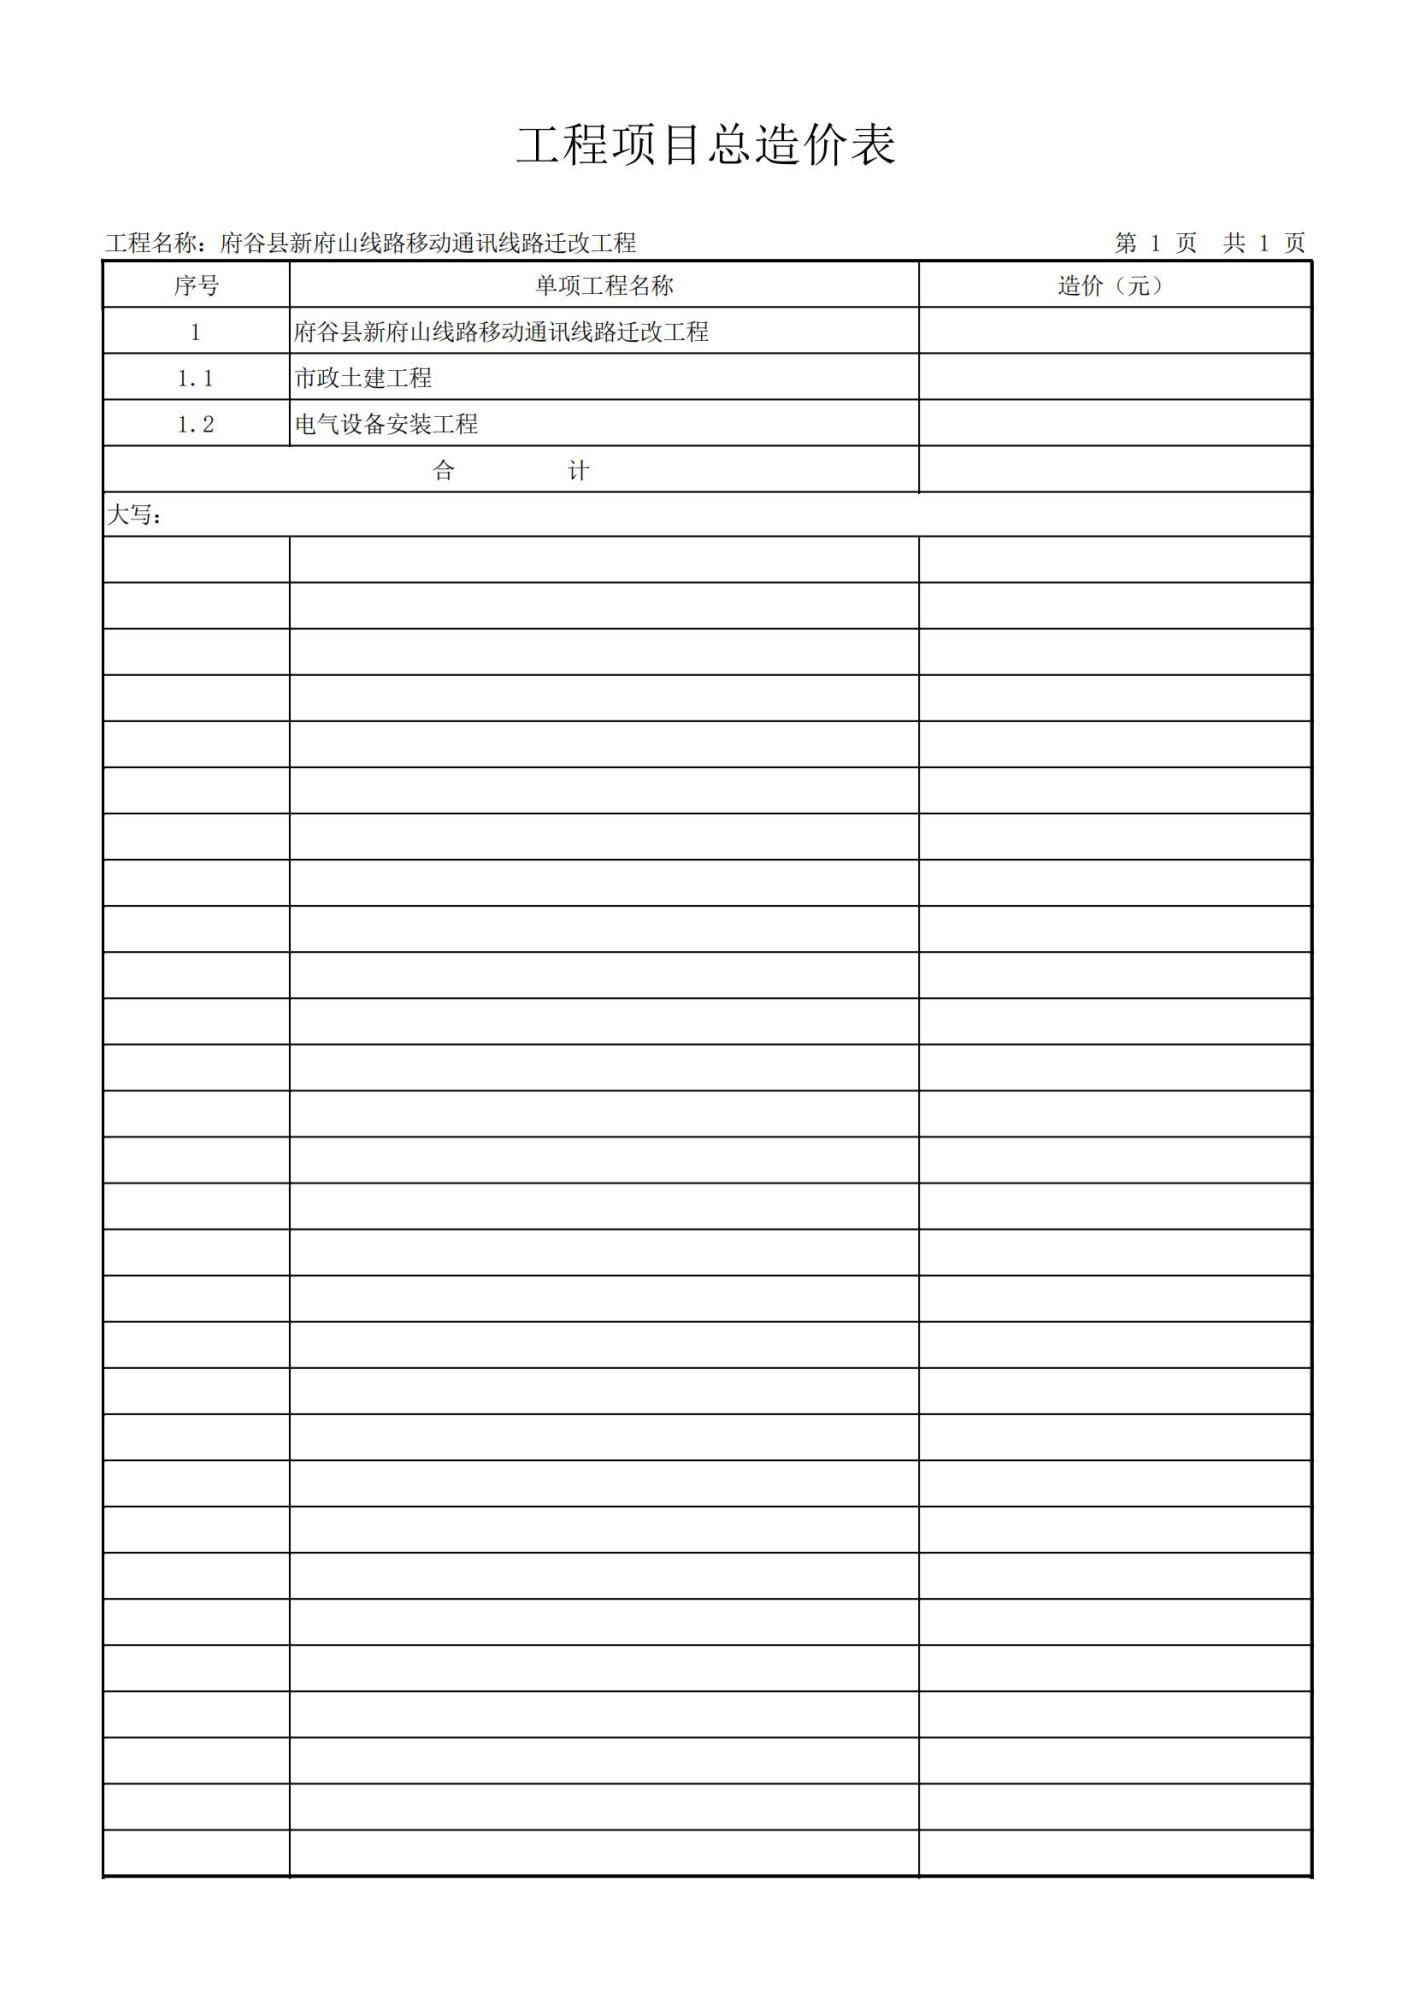 工程项目总造价表
工程名称：府谷县新府山线路移动通讯线路迁改工程 第 1 页 共 1 页
序号 单项工程名称 造价（元）
1 府谷县新府山线路移动通讯线路迁改工程
1.1 市政土建工程
1.2 电气设备安装工程
合 计
大写：